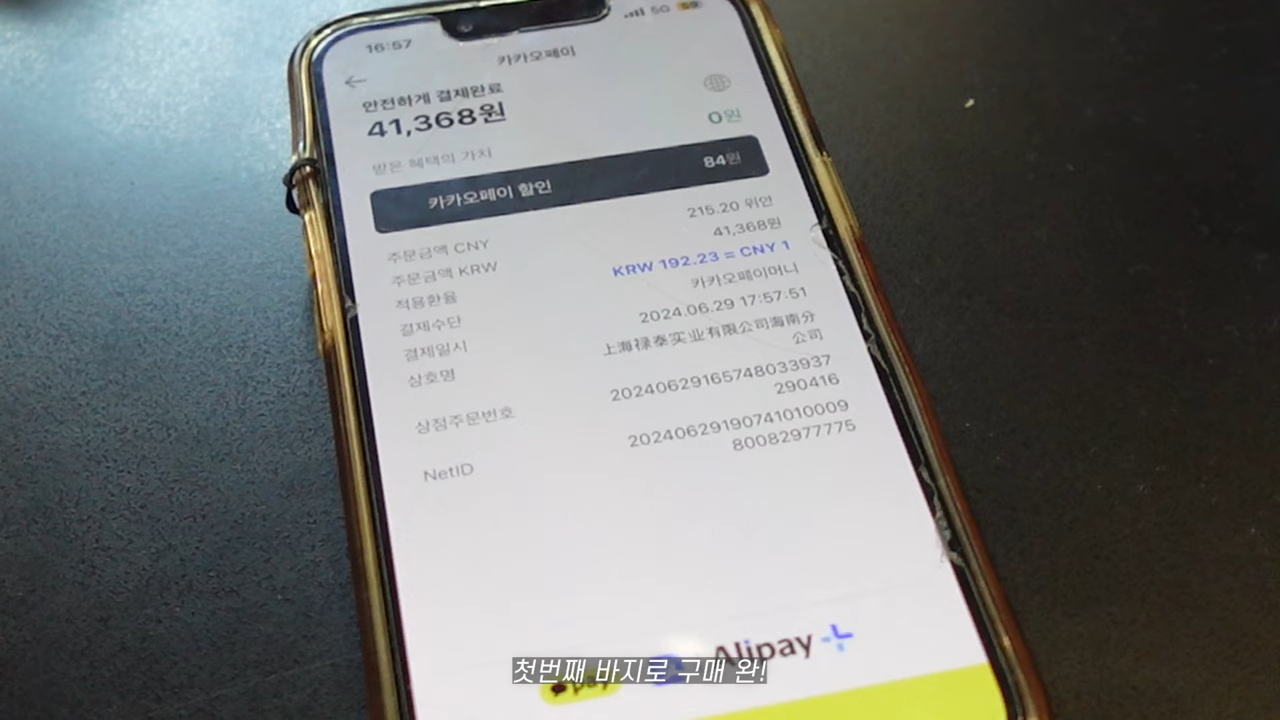 16:57
5G 59
카카오페이
안전하게 결제완료
41,368원
받은 혜택의 가치
0원
카카오페이 할인
84원
주문금액 CNY
215.20 위안
주문금액 KRW
41,368원
적용환율
KRW 192.23 = CNY 1
결제수단
카카오페이머니
결제일시
2024.06.29 17:57:51
상호명
上海禄泰实业有限公司海南分
公司
상점주문번호
20240629165748033937
290416
NetID
20240629190741010009
80082977775
pay
Alipay+
첫번째 바지로 구매 완!